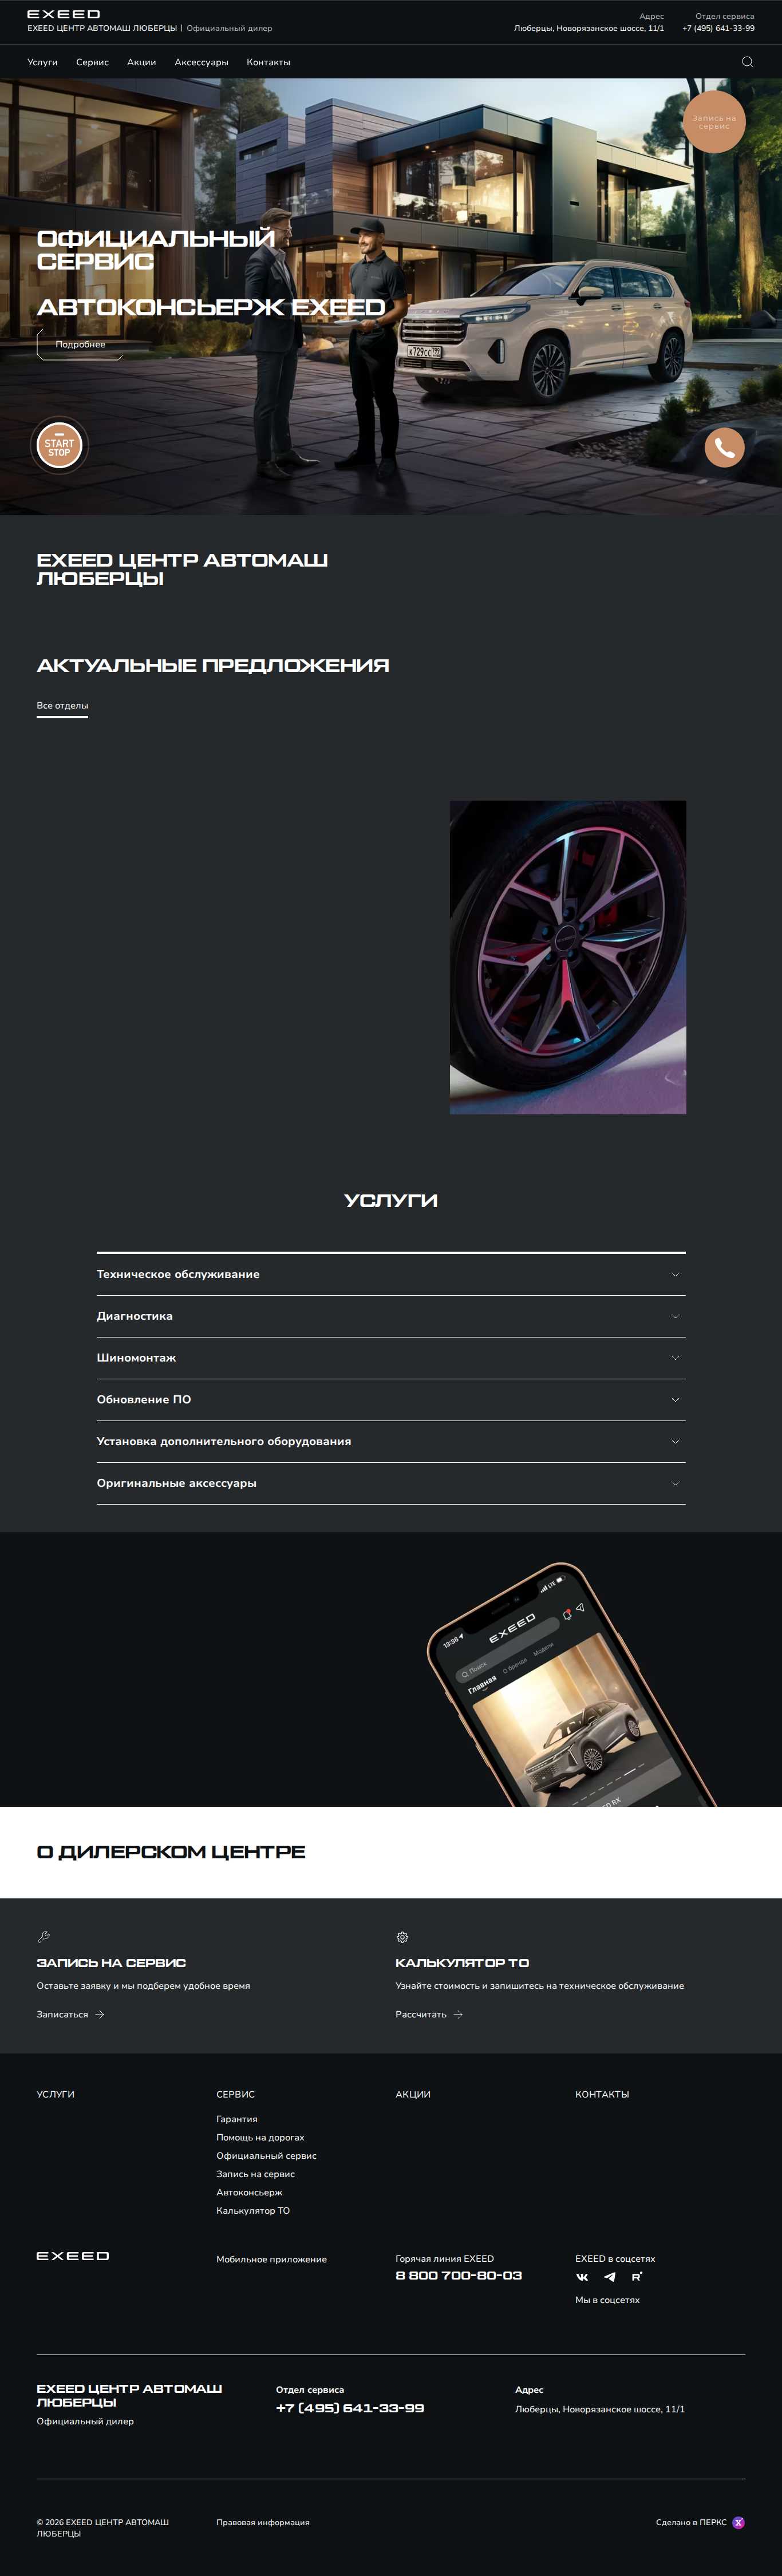 EXEED
EXEED ЦЕНТР АВТОМАШ ЛЮБЕРЦЫ | Официальный дилер
Адрес
Люберцы, Новорязанское шоссе, 11/1
Отдел сервиса
+7 (495) 641-33-99
Услуги Сервис Акции Аксессуары Контакты
Запись на
сервис
ОФИЦИАЛЬНЫЙ
СЕРВИС
АВТОКОНСЬЕРЖ EXEED
Подробнее
START
STOP
EXEED ЦЕНТР АВТОМАШ
ЛЮБЕРЦЫ
АКТУАЛЬНЫЕ ПРЕДЛОЖЕНИЯ
Все отделы
УСЛУГИ
Техническое обслуживание
Диагностика
Шиномонтаж
Обновление ПО
Установка дополнительного оборудования
Оригинальные аксессуары
13:36
LTE
EXEED
Поиск
Главная О бренде Модели
О ДИЛЕРСКОМ ЦЕНТРЕ
ЗАПИСЬ НА СЕРВИС
Оставьте заявку и мы подберем удобное время
Записаться
КАЛЬКУЛЯТОР ТО
Узнайте стоимость и запишитесь на техническое обслуживание
Рассчитать
УСЛУГИ
СЕРВИС
Гарантия
Помощь на дорогах
Официальный сервис
Запись на сервис
Автоконсьерж
Калькулятор ТО
АКЦИИ
КОНТАКТЫ
EXEED
Мобильное приложение
Горячая линия EXEED
8 800 700-80-03
EXEED в соцсетях
Мы в соцсетях
EXEED ЦЕНТР АВТОМАШ
ЛЮБЕРЦЫ
Официальный дилер
Отдел сервиса
+7 (495) 641-33-99
Адрес
Люберцы, Новорязанское шоссе, 11/1
© 2026 EXEED ЦЕНТР АВТОМАШ
ЛЮБЕРЦЫ
Правовая информация
Сделано в ПЕРКС